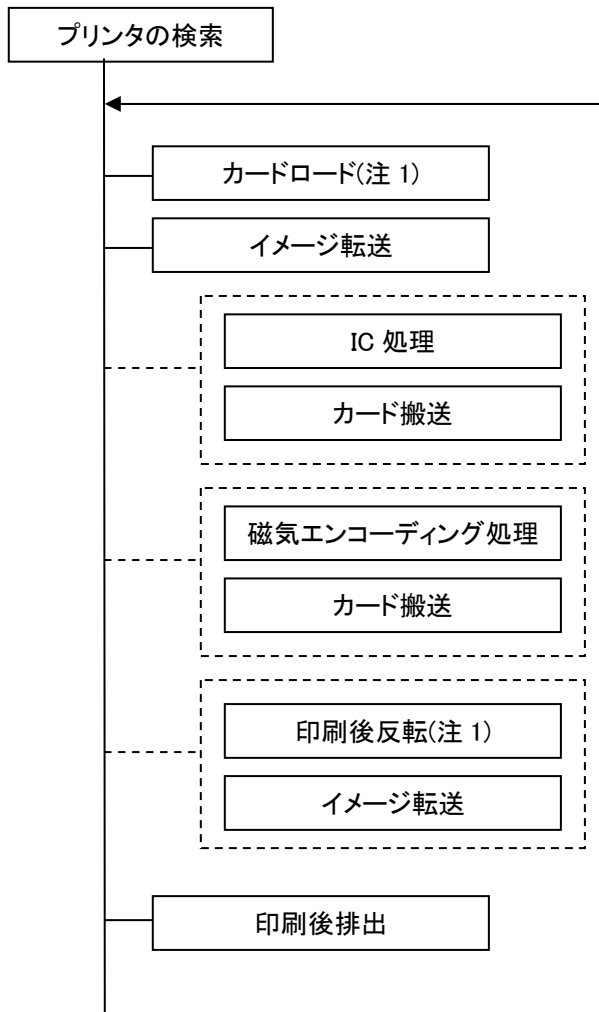 プリンタの検索
カードロード(注 1)
イメージ転送
IC 処理
カード搬送
磁気エンコーディング処理
カード搬送
印刷後反転(注 1)
イメージ転送
印刷後排出